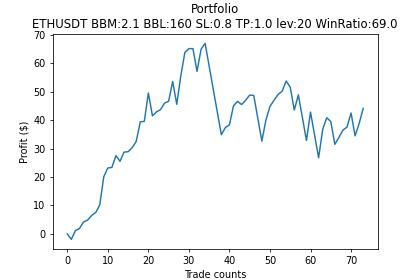 Portfolio
ETHUSDT BBM:2.1 BBL:160 SL:0.8 TP:1.0 lev:20 WinRatio:69.0
Profit ($)
70
60
50
40
30
20
10
0
0 10 20 30 40 50 60 70
Trade counts